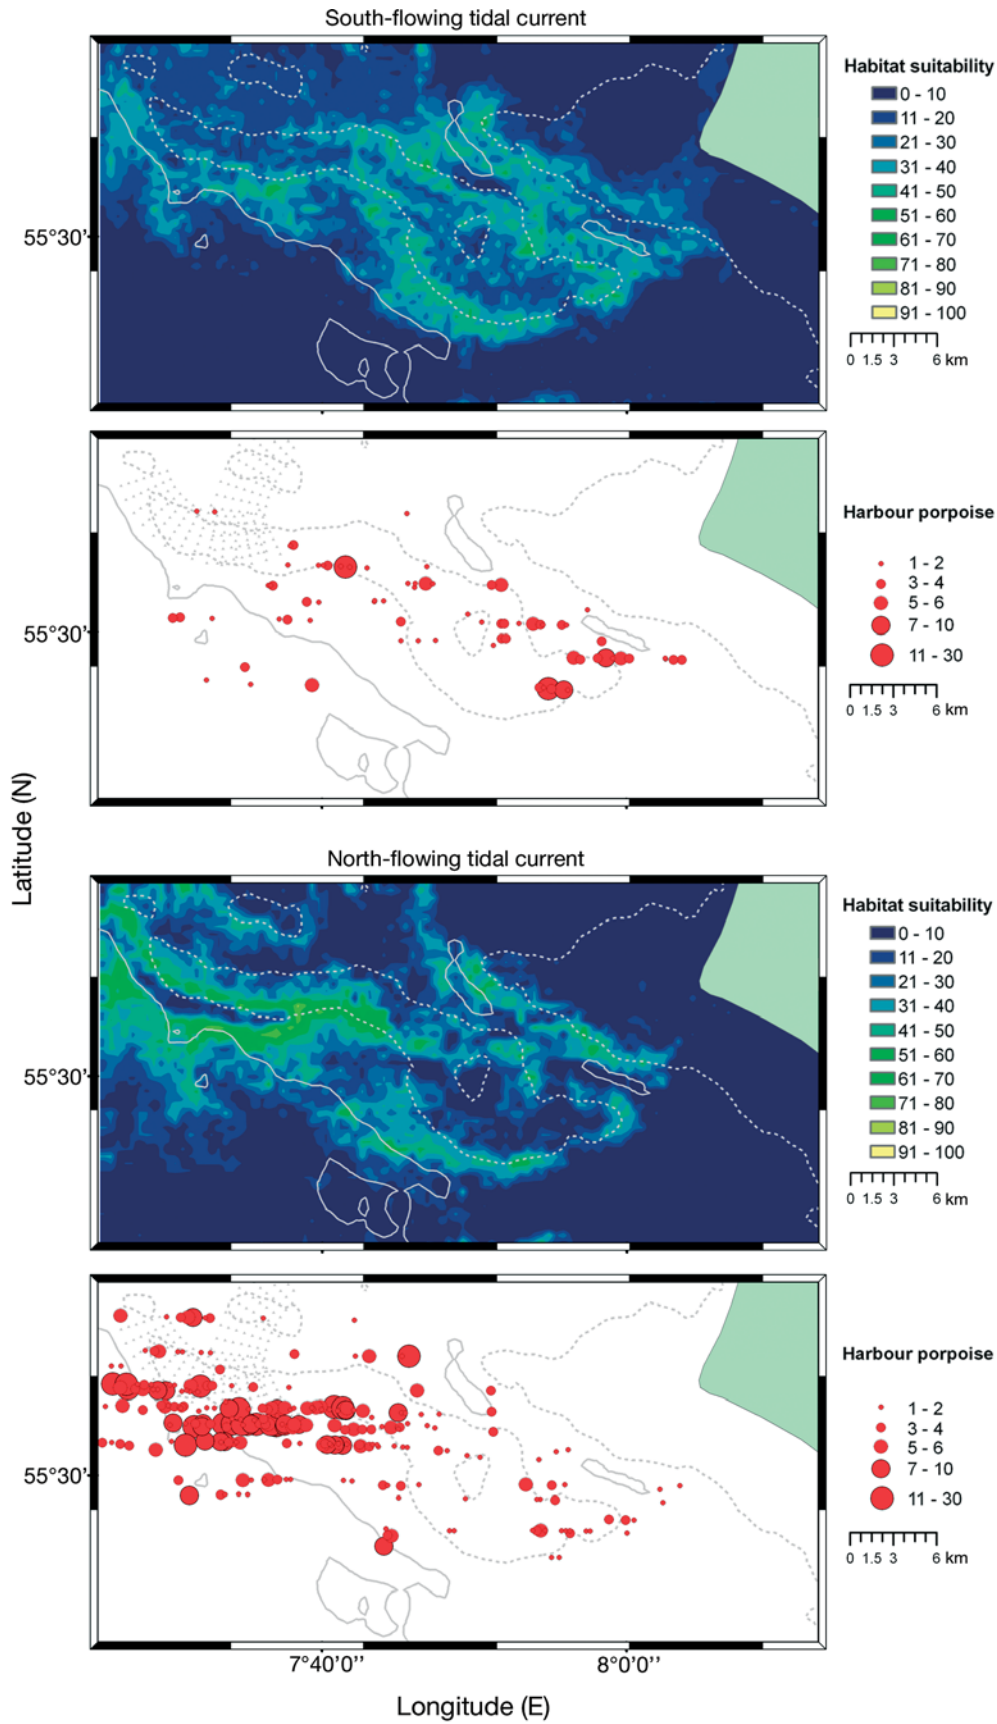 South-flowing tidal current
Habitat suitability
0 - 10
11 - 20
21 - 30
31 - 40
41 - 50
51 - 60
61 - 70
71 - 80
81 - 90
91 - 100
0 1.5 3 6 km
55°30'
Harbour porpoise
1 - 2
3 - 4
5 - 6
7 - 10
11 - 30
0 1.5 3 6 km
55°30'
Latitude (N)
North-flowing tidal current
Habitat suitability
0 - 10
11 - 20
21 - 30
31 - 40
41 - 50
51 - 60
61 - 70
71 - 80
81 - 90
91 - 100
0 1.5 3 6 km
55°30'
Harbour porpoise
1 - 2
3 - 4
5 - 6
7 - 10
11 - 30
0 1.5 3 6 km
55°30'
7°40'0'' 8°0'0''
Longitude (E)